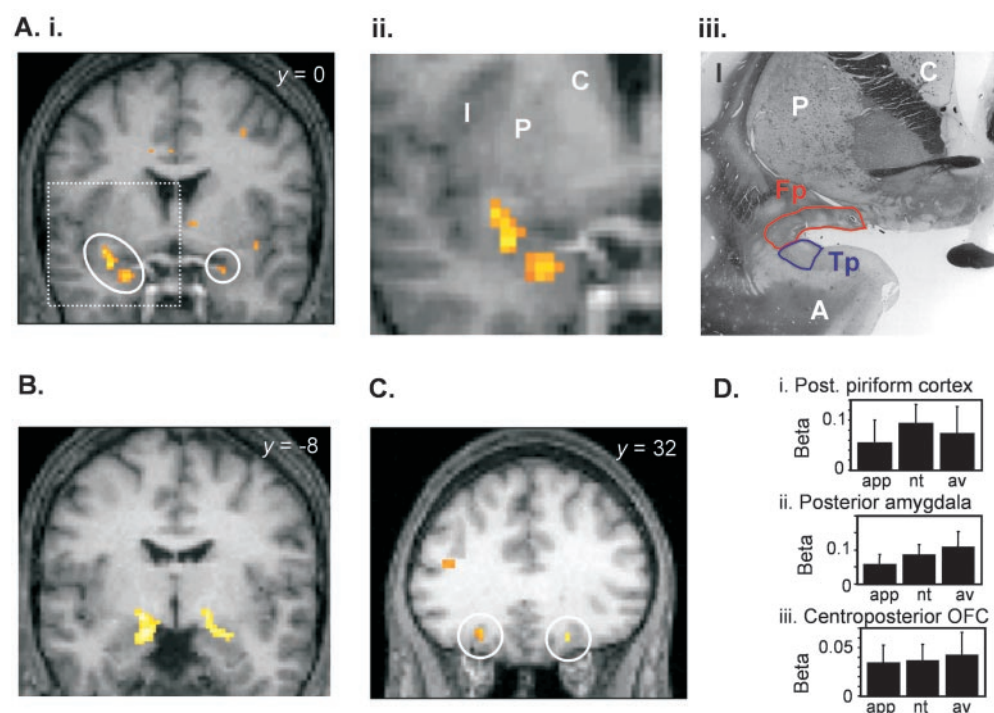 A. i.
y = 0
ii.
I
P
C
iii.
I
P
C
Fp
Tp
A
B.
y = -8
C.
y = 32
D.
i. Post. piriform cortex
Beta
0.1
0
app nt av
ii. Posterior amygdala
Beta
0.1
0
app nt av
iii. Centroposterior OFC
Beta
0.05
0
app nt av